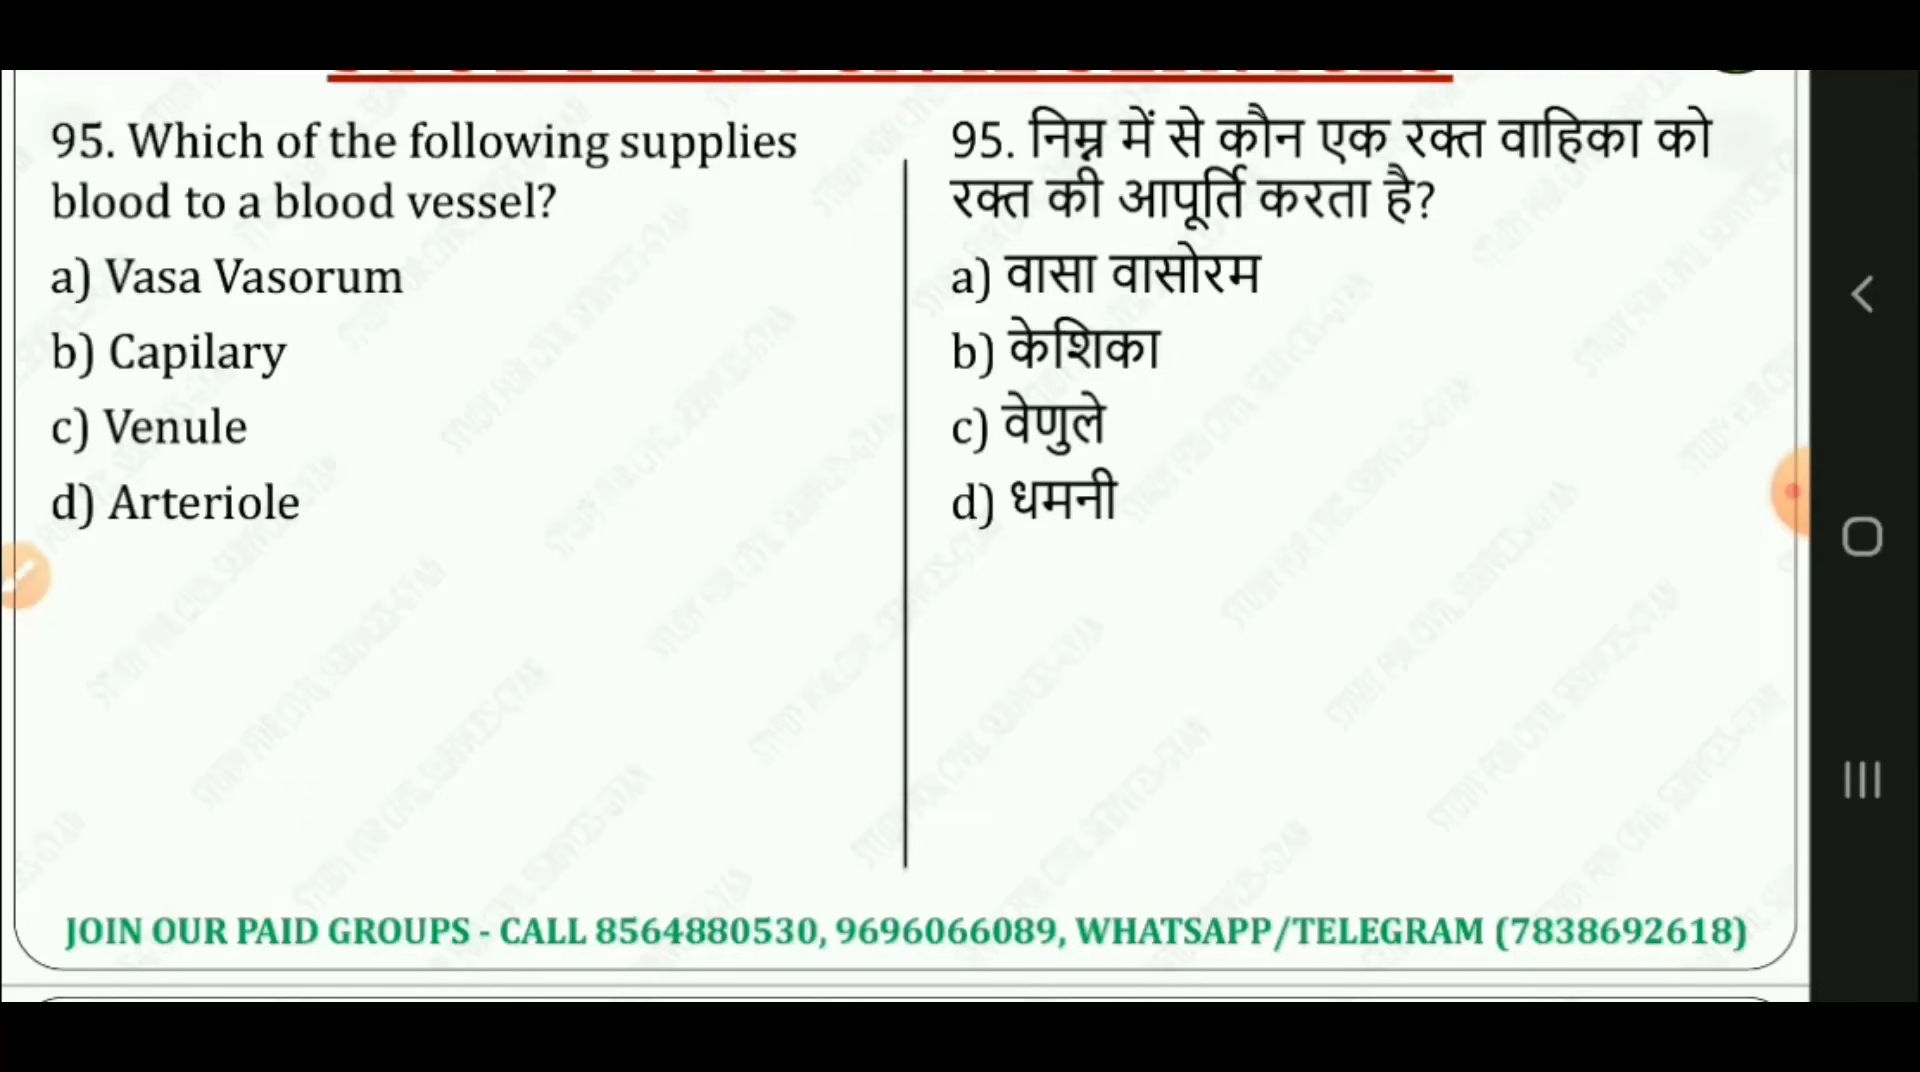 95. Which of the following supplies
blood to a blood vessel?
a) Vasa Vasorum
b) Capilary
c) Venule
d) Arteriole
95. निम्न में से कौन एक रक्त वाहिका को
रक्त की आपूर्ति करता है?
a) वासा वासोरम
b) केशिका
c) वेणुले
d) धमनी
JOIN OUR PAID GROUPS - CALL 8564880530, 9696066089, WHATSAPP/TELEGRAM (7838692618)